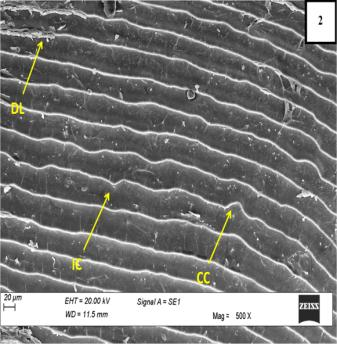 2
DL
IC
CC
20 µm
EHT = 20.00 kV Signal A = SE1
WD = 11.5 mm Mag = 500 X
ZEISS